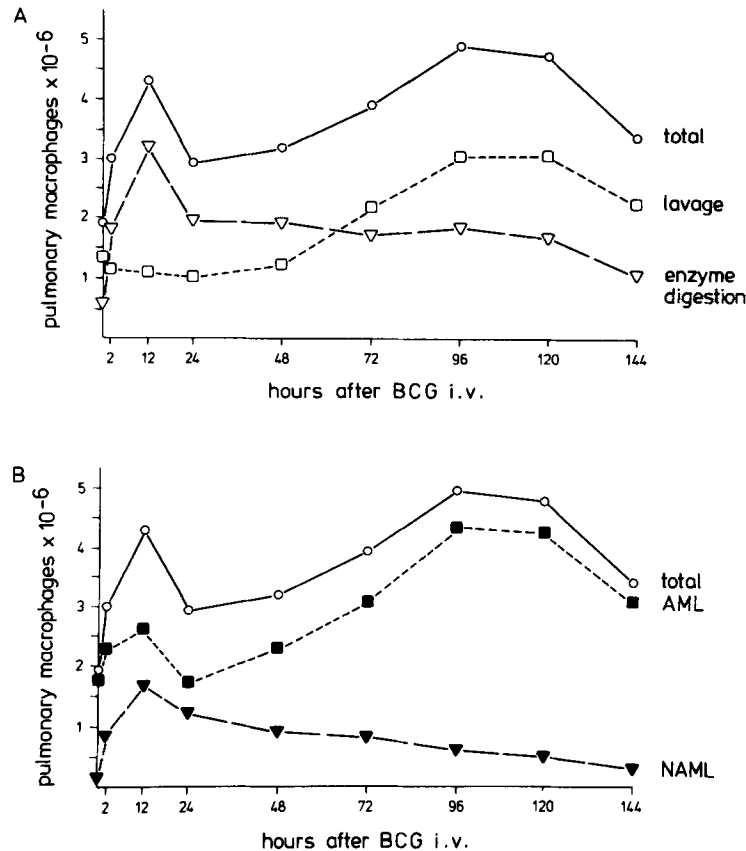 A
pulmonary macrophages x 10-6
5
4
3
2
1
total
lavage
enzyme
digestion
2 12 24 48 72 96 120 144
hours after BCG i.v.
B
pulmonary macrophages x 10-6
5
4
3
2
1
total
AML
NAML
2 12 24 48 72 96 120 144
hours after BCG i.v.